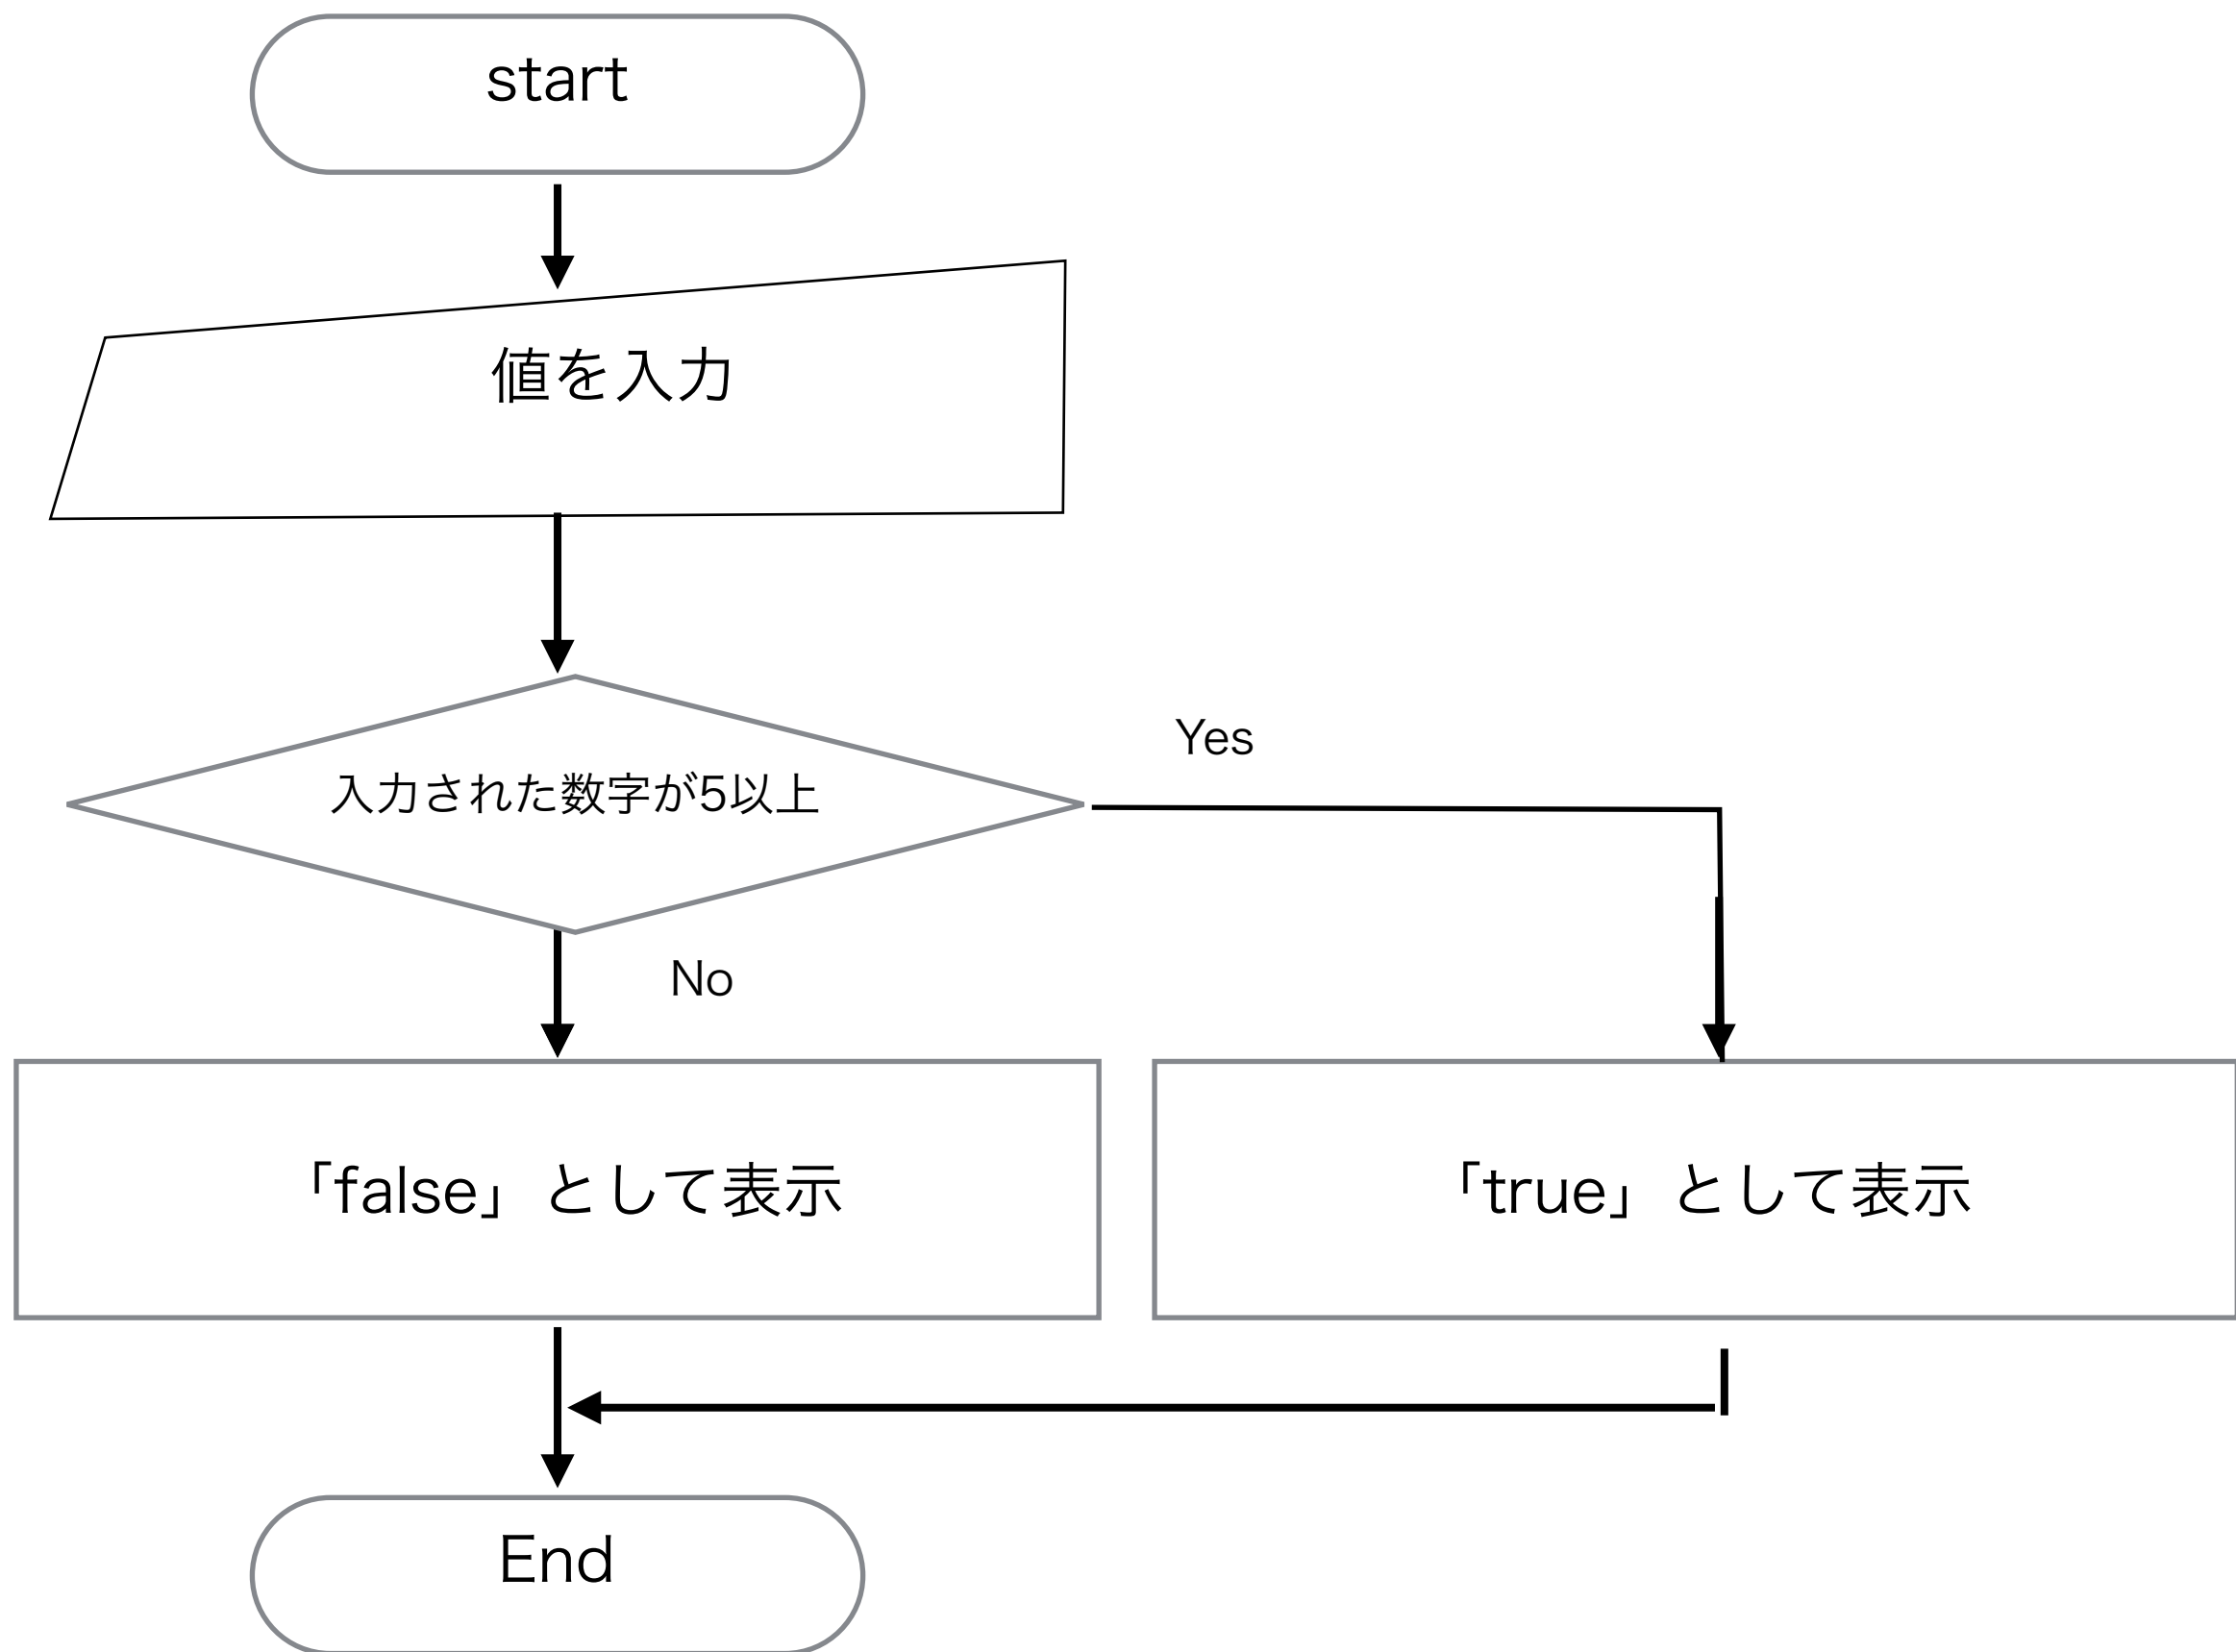 start
値を入力
入力された数字が5以上
Yes
No
「false」として表示
「true」として表示
End